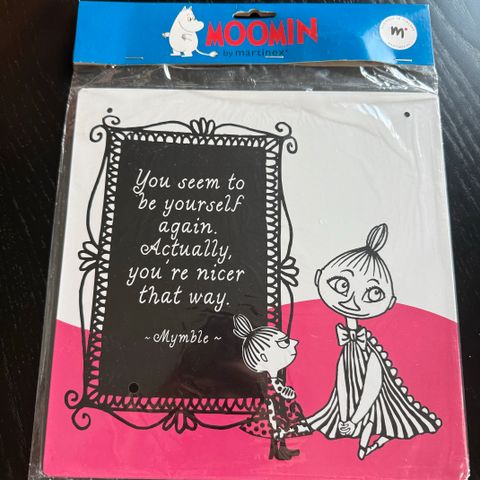 MOOMIN
by martinex
m
You seem to
be yourself
again.
Actually,
you're nicer
that way.
~ Mymble ~